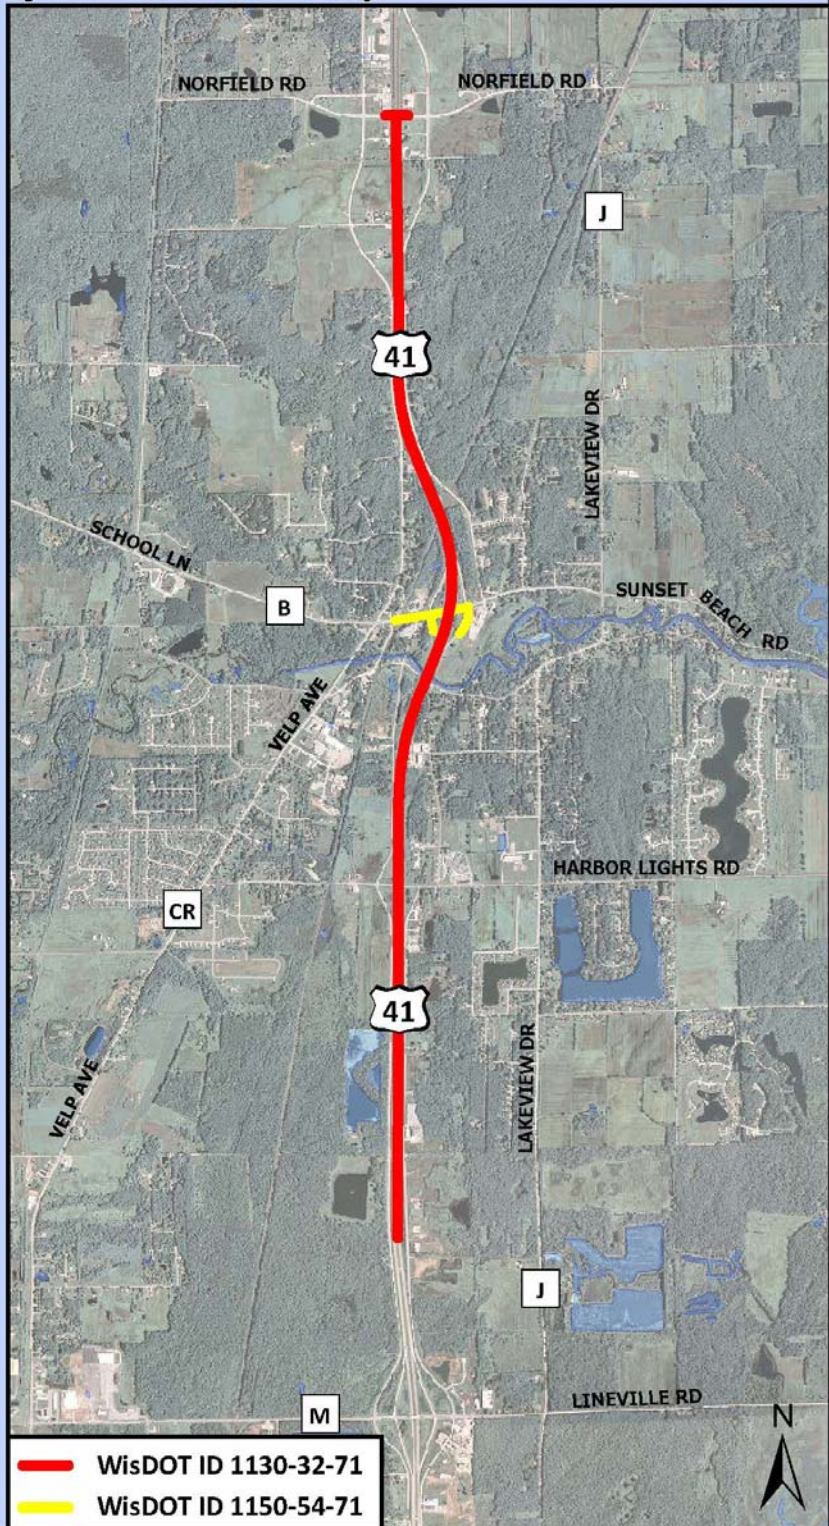 NORFIELD RD
NORFIELD RD
J
41
LAKEVIEW DR
SCHOOL LN
B
SUNSET BEACH RD
VELP AVE
HARBOR LIGHTS RD
CR
41
LAKEVIEW DR
VELP AVE
J
LINEVILLE RD
M
N
WisDOT ID 1130-32-71
WisDOT ID 1150-54-71